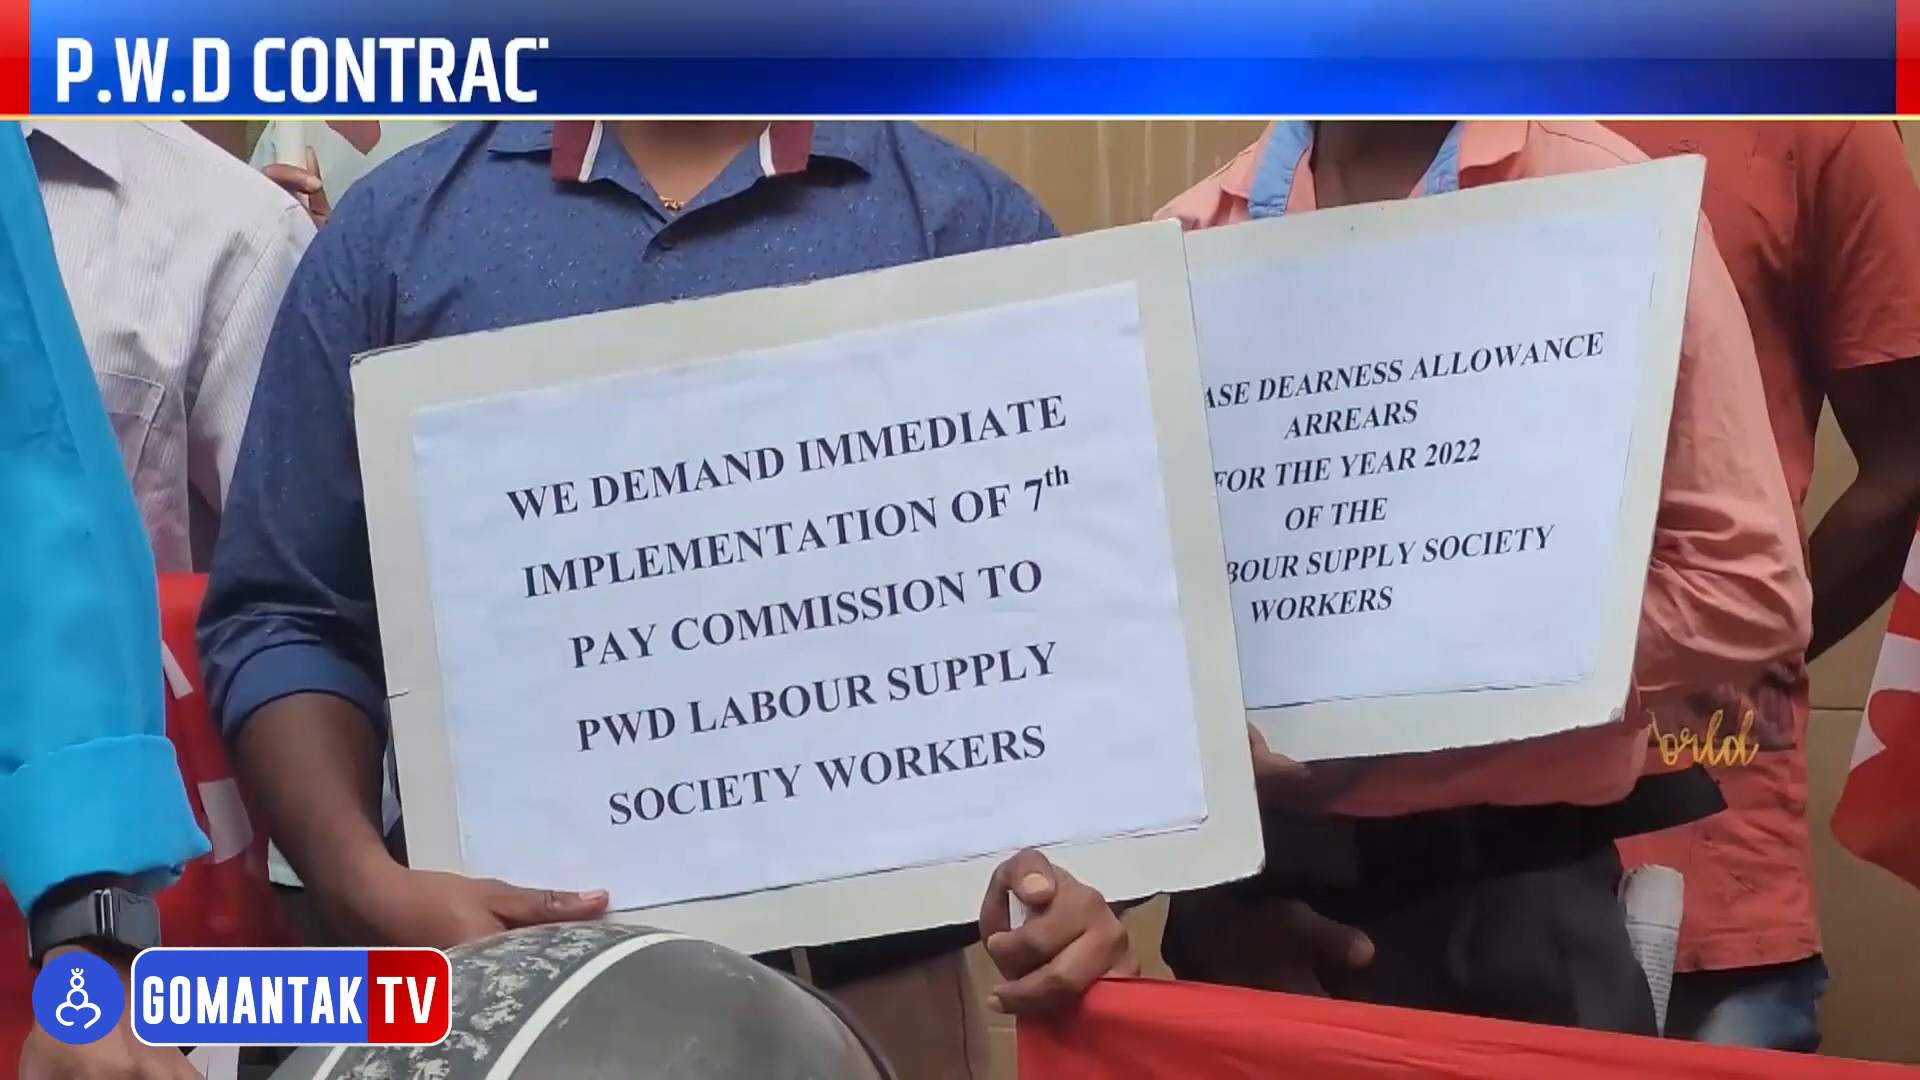 P.W.D CONTRAC
WE DEMAND IMMEDIATE
IMPLEMENTATION OF 7th
PAY COMMISSION TO
PWD LABOUR SUPPLY
SOCIETY WORKERS
ASE DEARNESS ALLOWANCE
ARREARS
FOR THE YEAR 2022
OF THE
BOUR SUPPLY SOCIETY
WORKERS
World
GOMANTAK TV